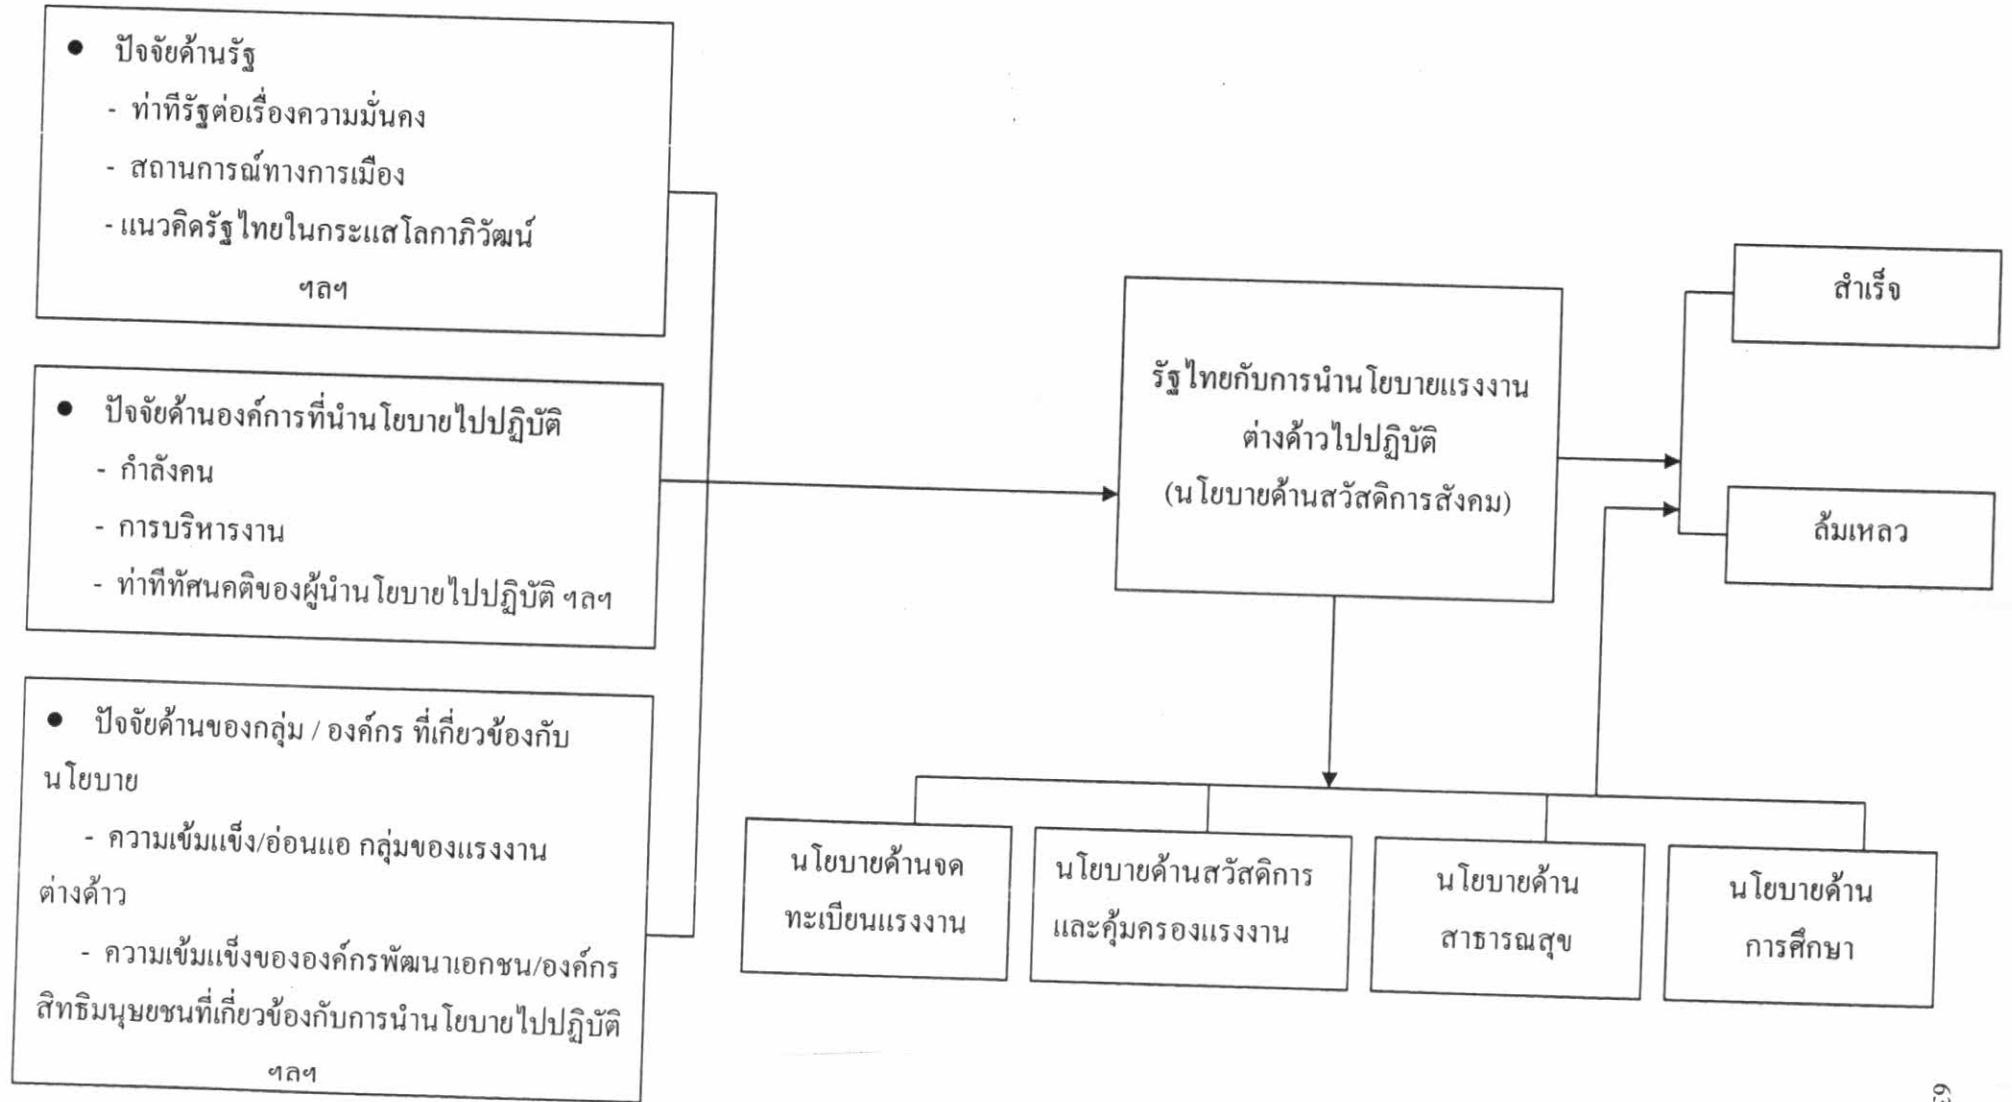 ● ปัจจัยด้านรัฐ
- ท่าทีรัฐต่อเรื่องความมั่นคง
- สถานการณ์ทางการเมือง
- แนวคิดรัฐไทยในกระแสโลกาภิวัฒน์
ฯลฯ
● ปัจจัยด้านองค์การที่นำนโยบายไปปฏิบัติ
- กำลังคน
- การบริหารงาน
- ท่าทีทัศนคติของผู้นำนโยบายไปปฏิบัติ ฯลฯ
● ปัจจัยด้านของกลุ่ม / องค์กร ที่เกี่ยวข้องกับ
นโยบาย
- ความเข้มแข็ง/อ่อนแอ กลุ่มของแรงงาน
ต่างด้าว
- ความเข้มแข็งขององค์กรพัฒนาเอกชน/องค์กร
สิทธิมนุษยชนที่เกี่ยวข้องกับการนำนโยบายไปปฏิบัติ
ฯลฯ
รัฐไทยกับการนำนโยบายแรงงาน
ต่างด้าวไปปฏิบัติ
(นโยบายด้านสวัสดิการสังคม)
สำเร็จ
ล้มเหลว
นโยบายด้านจด
ทะเบียนแรงงาน
นโยบายด้านสวัสดิการ
และคุ้มครองแรงงาน
นโยบายด้าน
สาธารณสุข
นโยบายด้าน
การศึกษา